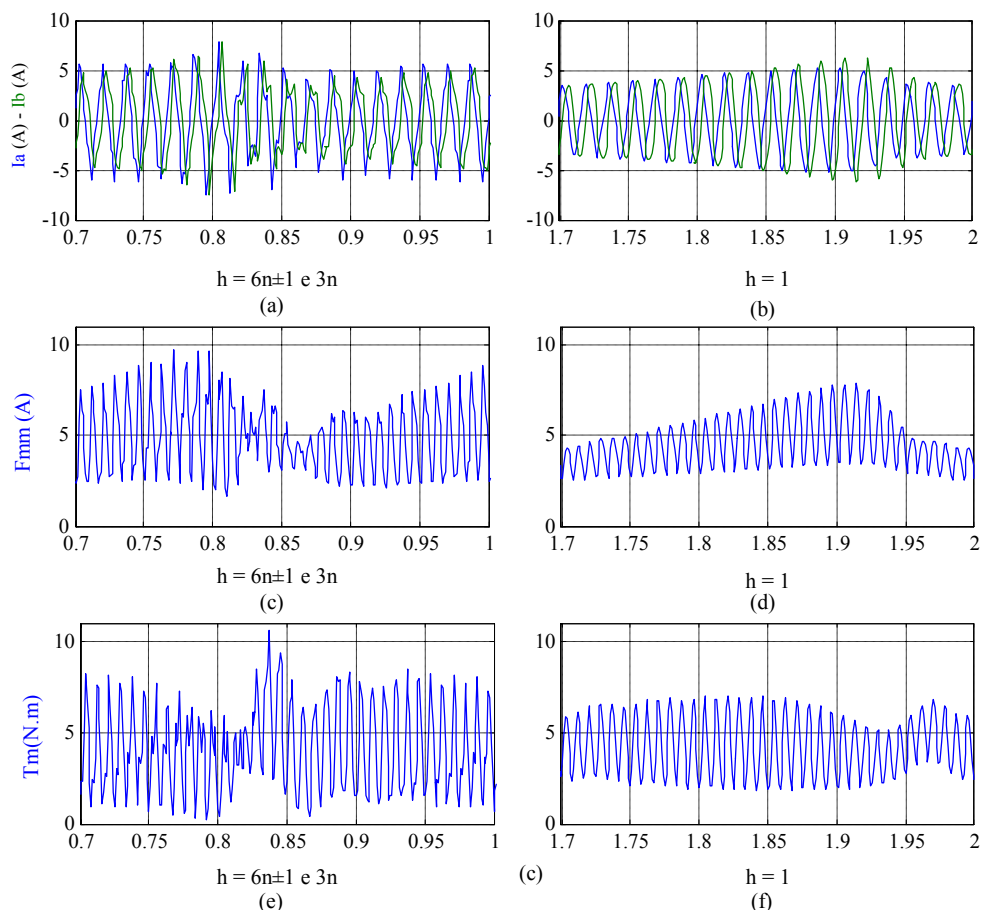 Ia (A) - Ib (A)
10
5
0
-5
-10
0.7 0.75 0.8 0.85 0.9 0.95 1
h = 6n±1 e 3n
(a)
10
5
0
-5
-10
1.7 1.75 1.8 1.85 1.9 1.95 2
h = 1
(b)
Fmm (A)
10
5
0
0.7 0.75 0.8 0.85 0.9 0.95 1
h = 6n±1 e 3n
(c)
10
5
0
1.7 1.75 1.8 1.85 1.9 1.95 2
h = 1
(d)
Tm(N.m)
10
5
0
0.7 0.75 0.8 0.85 0.9 0.95 1
h = 6n±1 e 3n
(e)
(c)
10
5
0
1.7 1.75 1.8 1.85 1.9 1.95 2
h = 1
(f)